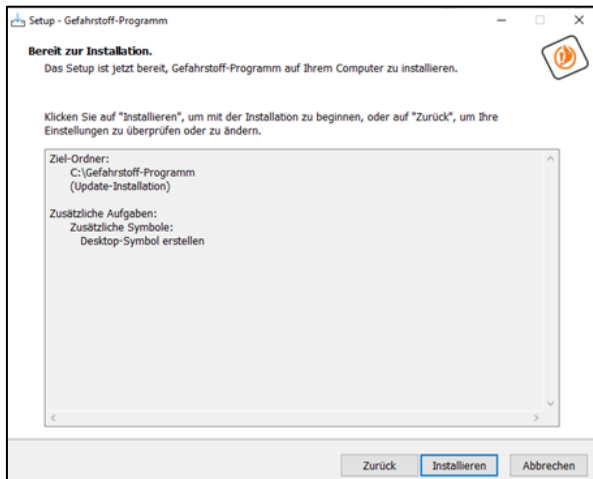 Setup - Gefahrstoff-Programm
Bereit zur Installation.
Das Setup ist jetzt bereit, Gefahrstoff-Programm auf Ihrem Computer zu installieren.
Klicken Sie auf "Installieren", um mit der Installation zu beginnen, oder auf "Zurück", um Ihre
Einstellungen zu überprüfen oder zu ändern.
Ziel-Ordner:
C:\Gefahrstoff-Programm
(Update-Installation)
Zusätzliche Aufgaben:
Zusätzliche Symbole:
Desktop-Symbol erstellen
Zurück
Installieren
Abbrechen